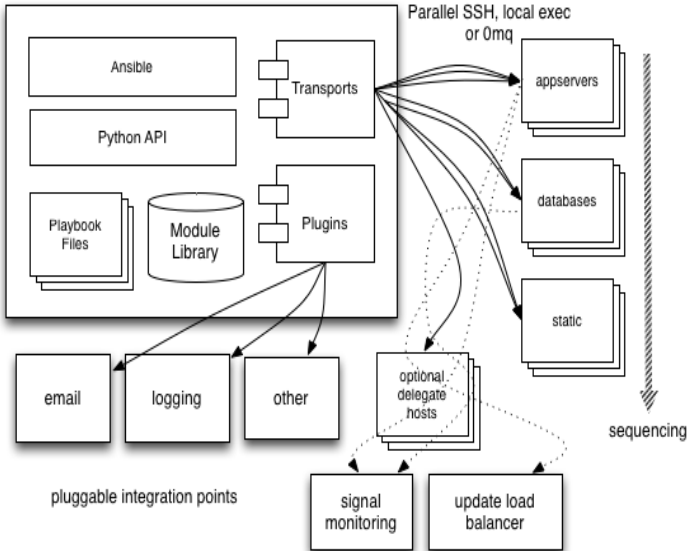 Parallel SSH, local exec
or 0mq
Ansible
Transports
appservers
Python API
Playbook
Files
Module
Library
Plugins
databases
static
email
logging
other
optional
delegate
hosts
sequencing
pluggable integration points
signal
monitoring
update load
balancer